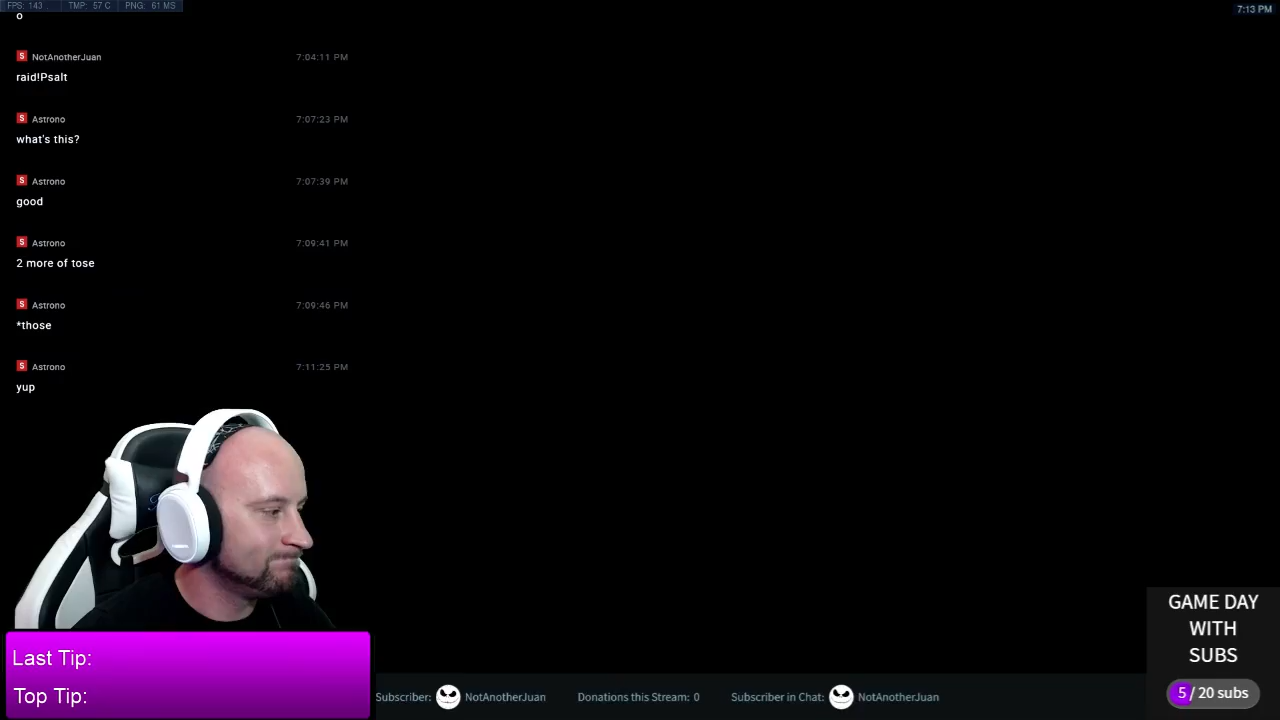 FPS: 143 TMP: 57 C PNG: 61 MS
7:13 PM
o
S NotAnotherJuan 7:04:11 PM
raid!Psalt
S Astrono 7:07:23 PM
what's this?
S Astrono 7:07:39 PM
good
S Astrono 7:09:41 PM
2 more of tose
S Astrono 7:09:46 PM
*those
S Astrono 7:11:25 PM
yup
Last Tip:
Top Tip:
Subscriber: NotAnotherJuan Donations this Stream: 0 Subscriber in Chat: NotAnotherJuan
GAME DAY
WITH
SUBS
5 / 20 subs